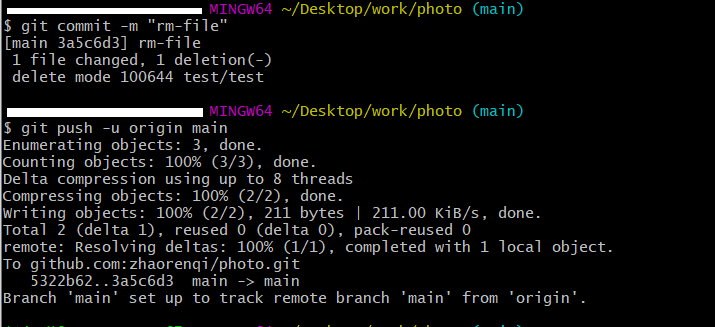 MINGW64 ~/Desktop/work/photo (main)
$ git commit -m "rm-file"
[main 3a5c6d3] rm-file
 1 file changed, 1 deletion(-)
 delete mode 100644 test/test
MINGW64 ~/Desktop/work/photo (main)
$ git push -u origin main
Enumerating objects: 3, done.
Counting objects: 100% (3/3), done.
Delta compression using up to 8 threads
Compressing objects: 100% (2/2), done.
Writing objects: 100% (2/2), 211 bytes | 211.00 KiB/s, done.
Total 2 (delta 1), reused 0 (delta 0), pack-reused 0
remote: Resolving deltas: 100% (1/1), completed with 1 local object.
To github.com:zhaorenqi/photo.git
   5322b62..3a5c6d3  main -> main
Branch 'main' set up to track remote branch 'main' from 'origin'.